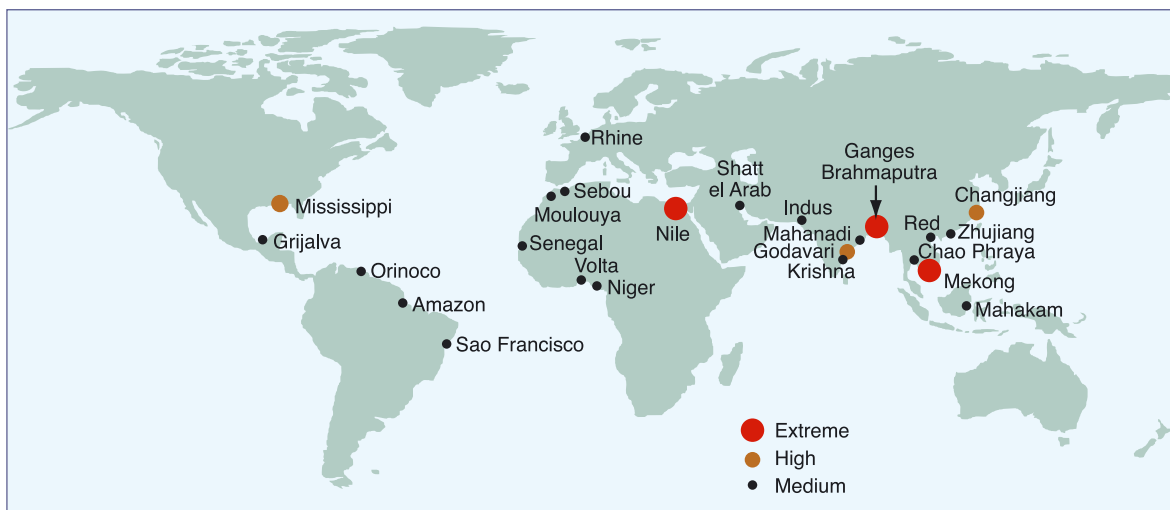 Rhine
Ganges
Brahmaputra
Shatt
el Arab
Changjiang
Sebou
Mississippi
Moulouya
Indus
Nile
Mahanadi
Red
Zhujiang
Grijalva
Senegal
Godavari
Chao Phraya
Volta
Krishna
Orinoco
Niger
Mekong
Amazon
Mahakam
Sao Francisco
Extreme
High
Medium